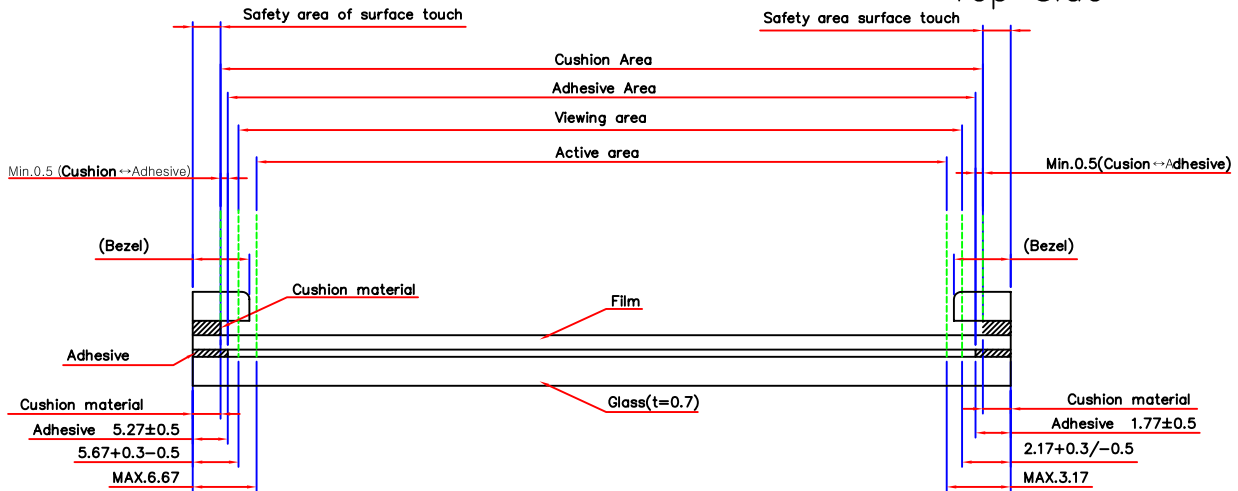 Top Side
Safety area of surface touch
Safety area surface touch
Cushion Area
Adhesive Area
Viewing area
Active area
Min.0.5 (Cushion↔Adhesive)
Min.0.5(Cusion↔Adhesive)
(Bezel)
(Bezel)
Cushion material
Film
Adhesive
Glass(t=0.7)
Cushion material
Cushion material
Adhesive 5.27±0.5
Adhesive 1.77±0.5
5.67+0.3-0.5
2.17+0.3/-0.5
MAX.6.67
MAX.3.17